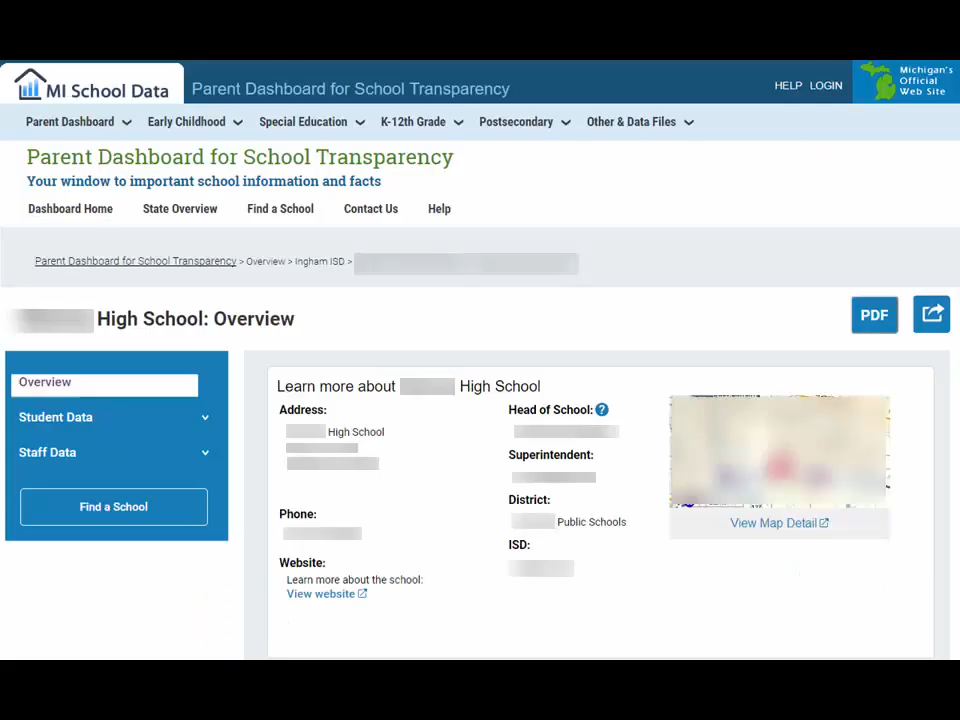 MI School Data
Parent Dashboard for School Transparency
HELP LOGIN
Michigan's
Official
Web Site
Parent Dashboard Early Childhood Special Education K-12th Grade Postsecondary Other & Data Files
Parent Dashboard for School Transparency
Your window to important school information and facts
Dashboard Home State Overview Find a School Contact Us Help
Parent Dashboard for School Transparency > Overview > Ingham ISD >
High School: Overview
PDF
Overview
Student Data
Staff Data
Find a School
Learn more about High School
Address:
High School
Phone:
Website:
Learn more about the school:
View website
Head of School: ?
Superintendent:
District:
Public Schools
ISD:
View Map Detail